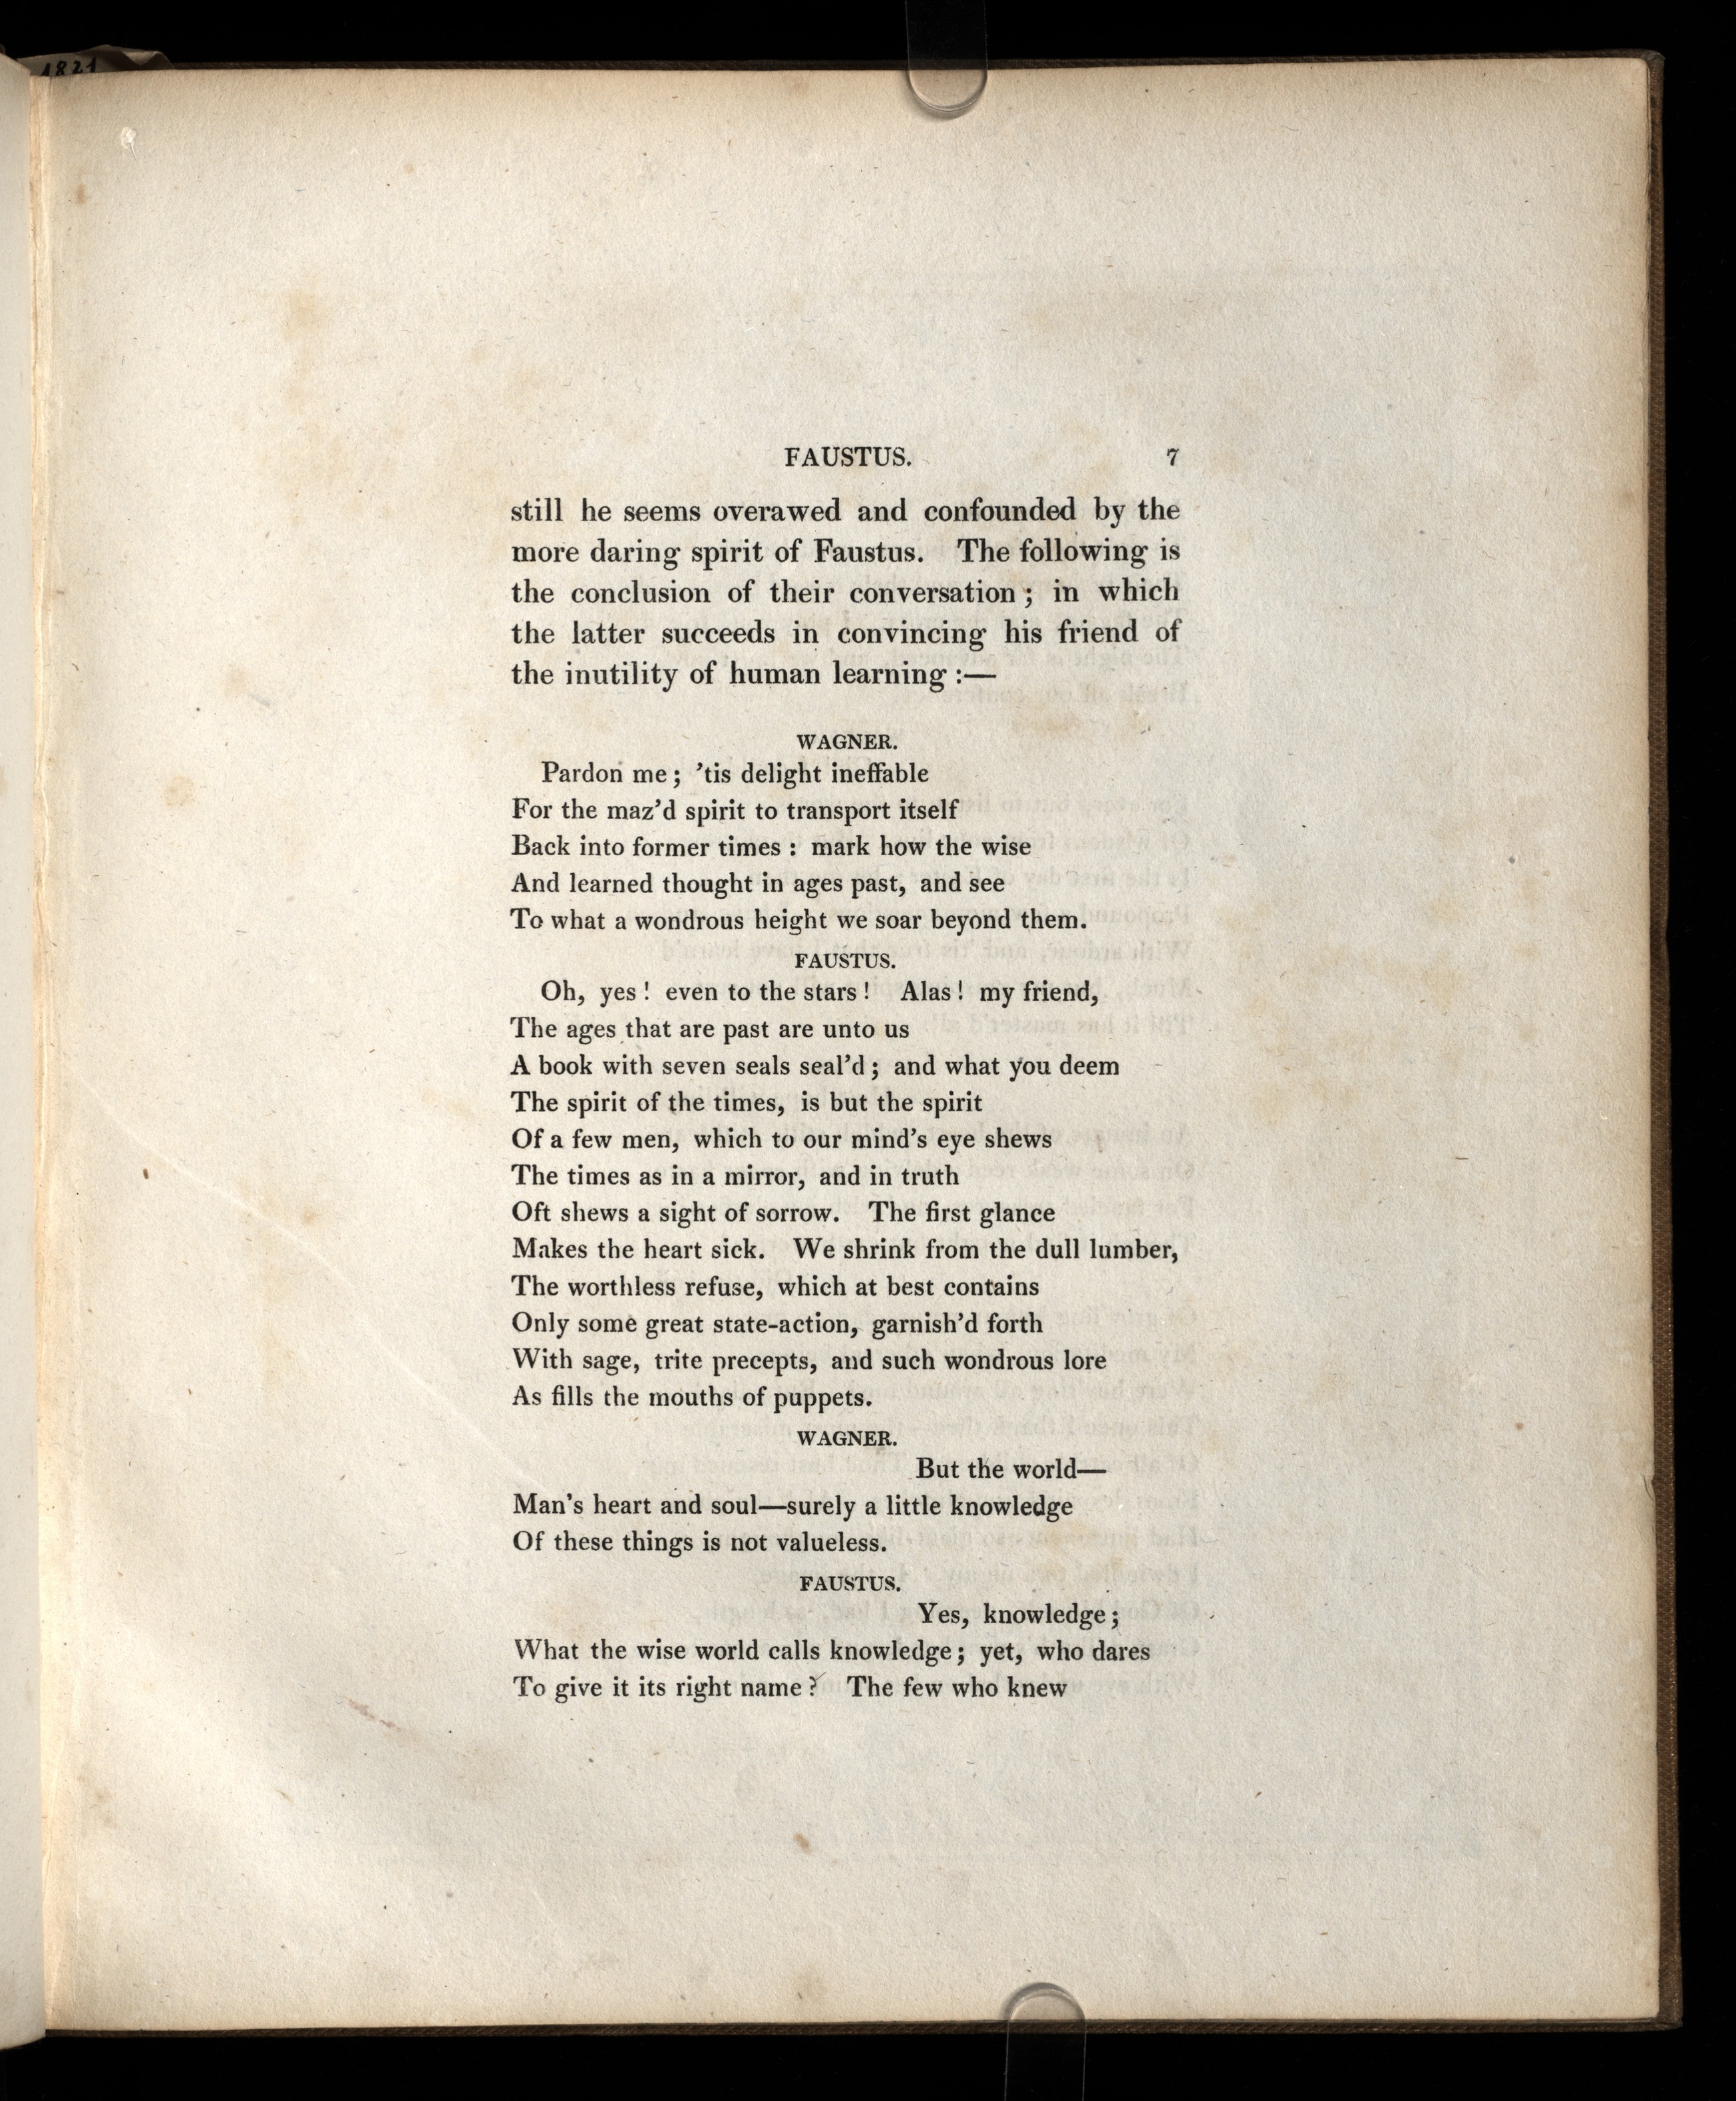 1821
FAUSTUS. 7
still he seems overawed and confounded by the
more daring spirit of Faustus. The following is
the conclusion of their conversation; in which
the latter succeeds in convincing his friend of
the inutility of human learning :—
WAGNER.
Pardon me; 'tis delight ineffable
For the maz'd spirit to transport itself
Back into former times : mark how the wise
And learned thought in ages past, and see
To what a wondrous height we soar beyond them.
FAUSTUS.
Oh, yes! even to the stars! Alas! my friend,
The ages that are past are unto us
A book with seven seals seal'd; and what you deem
The spirit of the times, is but the spirit
Of a few men, which to our mind's eye shews
The times as in a mirror, and in truth
Oft shews a sight of sorrow. The first glance
Makes the heart sick. We shrink from the dull lumber,
The worthless refuse, which at best contains
Only some great state-action, garnish'd forth
With sage, trite precepts, and such wondrous lore
As fills the mouths of puppets.
WAGNER.
But the world—
Man's heart and soul—surely a little knowledge
Of these things is not valueless.
FAUSTUS.
Yes, knowledge;
What the wise world calls knowledge; yet, who dares
To give it its right name? The few who knew